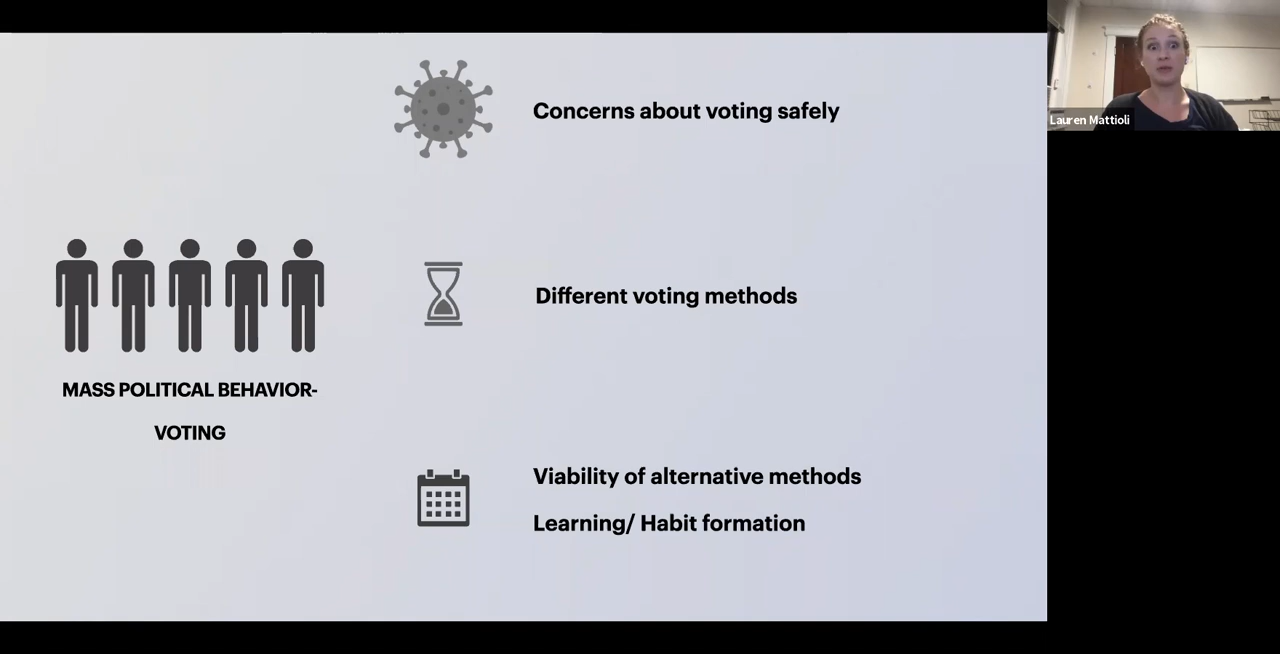 Concerns about voting safely
Lauren Mattioli
Different voting methods
MASS POLITICAL BEHAVIOR-
VOTING
Viability of alternative methods
Learning/ Habit formation